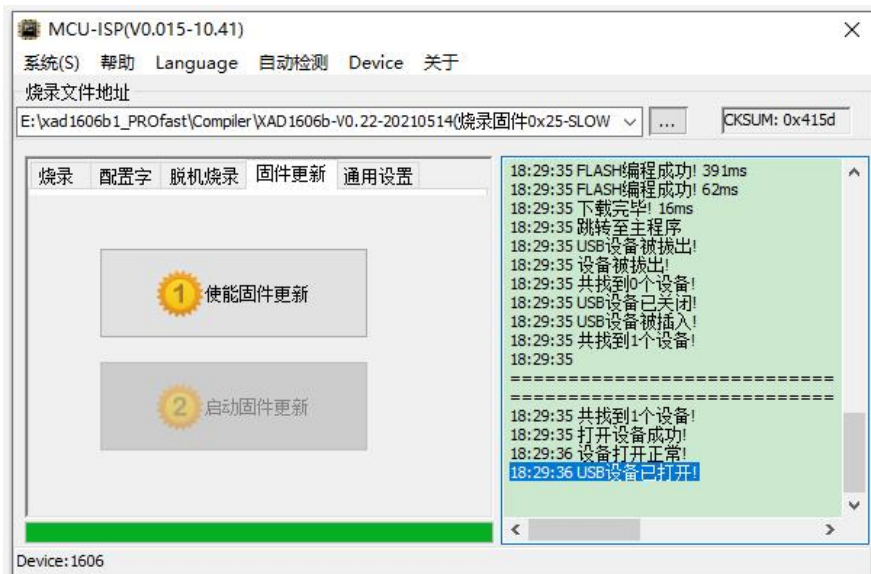 MCU-ISP(V0.015-10.41)
系统(S) 帮助 Language 自动检测 Device 关于
烧录文件地址
E:\xad1606b1_PROfast\Compiler\XAD1606b-V0.22-20210514(烧录固件0x25-SLOW ... CKSUM: 0x415d
烧录 配置字 脱机烧录 固件更新 通用设置
1 使能固件更新
2 启动固件更新
18:29:35 FLASH编程成功! 391ms
18:29:35 FLASH编程成功! 62ms
18:29:35 下载完毕! 16ms
18:29:35 跳转至主程序
18:29:35 USB设备被拔出!
18:29:35 设备被拔出!
18:29:35 共找到0个设备!
18:29:35 USB设备已关闭!
18:29:35 USB设备被插入!
18:29:35 共找到1个设备!
18:29:35
==============================
==============================
18:29:35 共找到1个设备!
18:29:35 打开设备成功!
18:29:36 设备打开正常!
18:29:36 USB设备已打开!
Device:1606